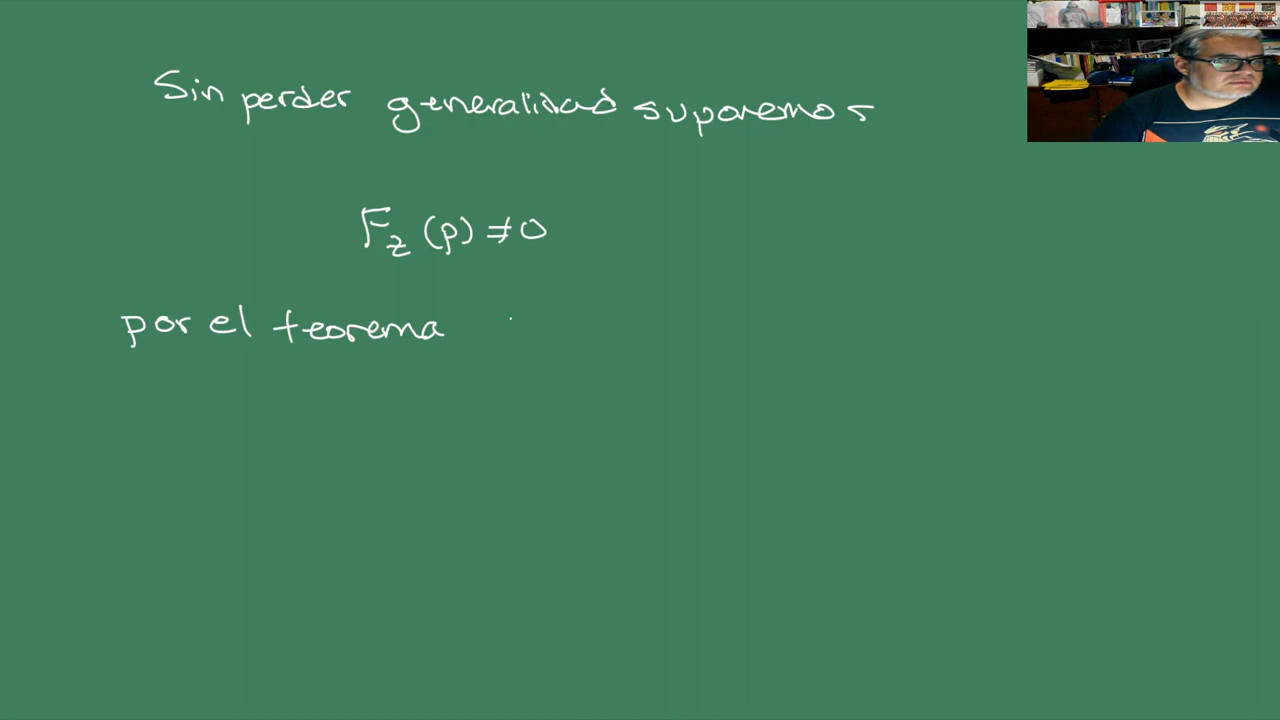 Sin perder generalidad suponemos
F_z (p) ≠ 0
por el teorema